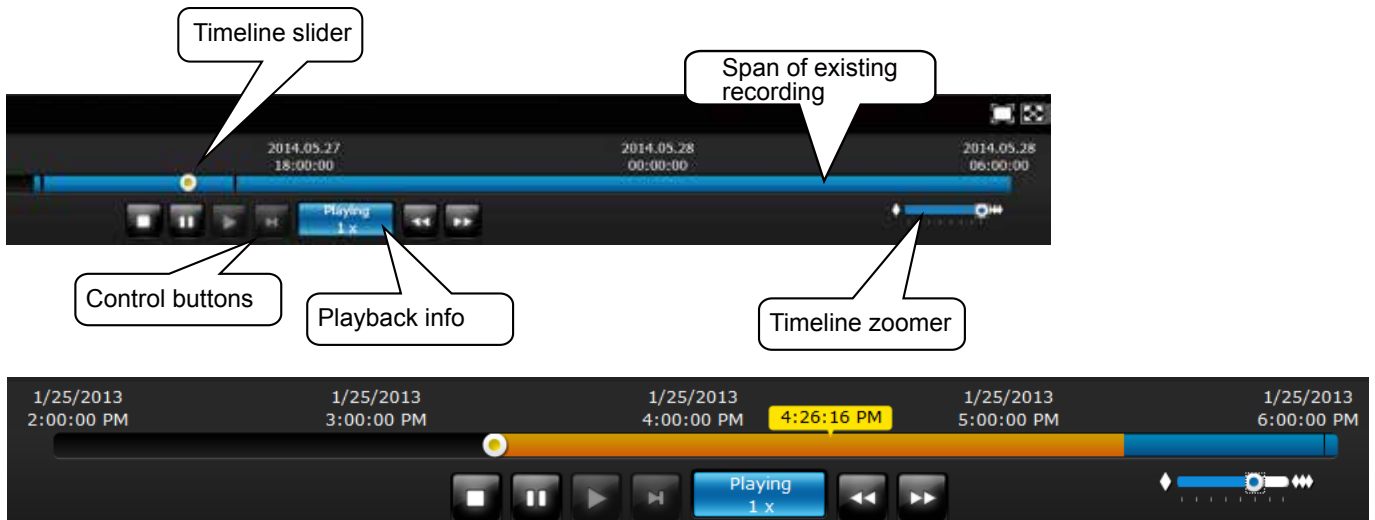 Timeline slider
Span of existing
recording
2014.05.27
18:00:00
2014.05.28
00:00:00
2014.05.28
06:00:00
Playing
1 x
Control buttons
Playback info
Timeline zoomer
1/25/2013
2:00:00 PM
1/25/2013
3:00:00 PM
1/25/2013
4:00:00 PM
4:26:16 PM
1/25/2013
5:00:00 PM
1/25/2013
6:00:00 PM
Playing
1 x